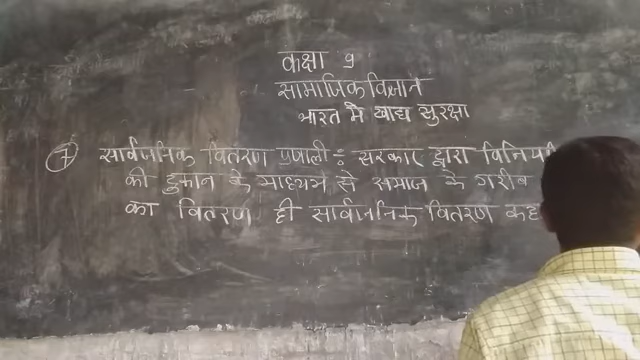 कक्षा 9
सामाजिक विज्ञान
भारत में खाद्य सुरक्षा
7 सार्वजनिक वितरण प्रणाली ÷ सरकार द्वारा
की दुकान के माध्यम से समाज के गरीब
का वितरण ही सार्वजनिक वितरण